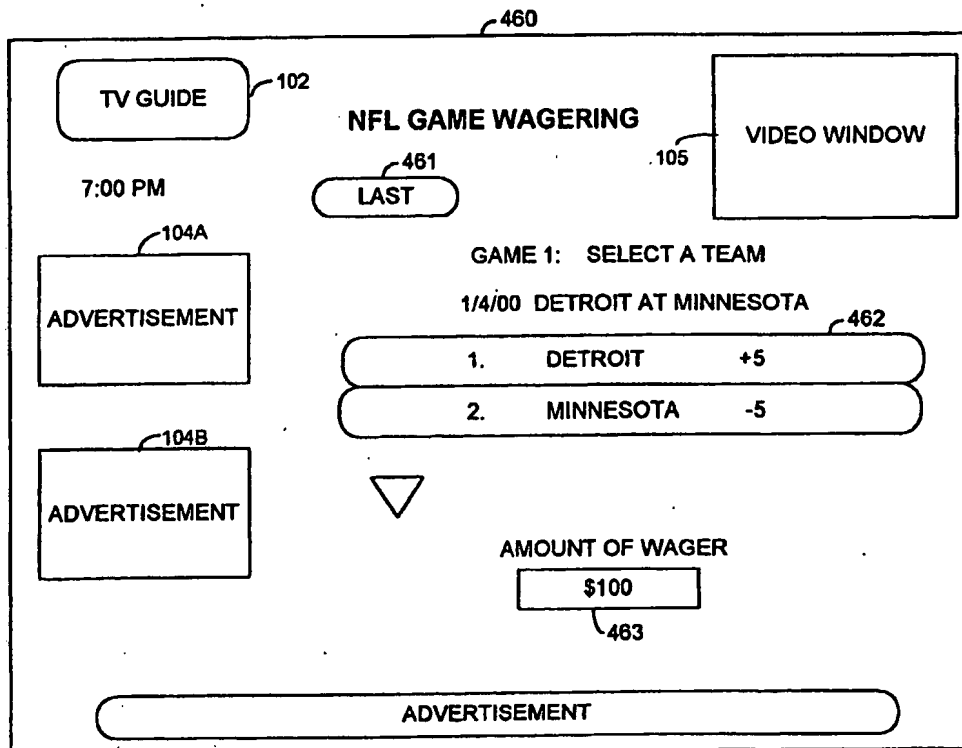 460
TV GUIDE
102
NFL GAME WAGERING
VIDEO WINDOW
105
461
7:00 PM
LAST
104A
ADVERTISEMENT
GAME 1: SELECT A TEAM
1/4/00 DETROIT AT MINNESOTA
462
1. DETROIT +5
2. MINNESOTA -5
104B
ADVERTISEMENT
AMOUNT OF WAGER
$100
463
ADVERTISEMENT